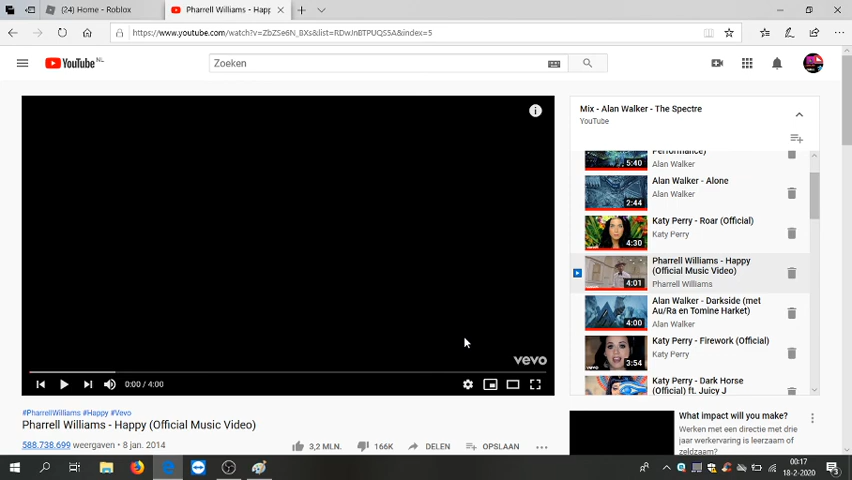 (24) Home - Roblox
Pharrell Williams - Happ
https://www.youtube.com/watch?v=ZbZSe6N_BXs&list=RDwJnBTPUQS5A&index=5
YouTube NL
Zoeken
Mix - Alan Walker - The Spectre
YouTube
Performance)
5:40
Alan Walker
Alan Walker - Alone
Alan Walker
2:44
Katy Perry - Roar (Official)
Katy Perry
4:30
Pharrell Williams - Happy
(Official Music Video)
Pharrell Williams
4:01
Alan Walker - Darkside (met
Au/Ra en Tomine Harket)
Alan Walker
4:00
Katy Perry - Firework (Official)
Katy Perry
3:54
Katy Perry - Dark Horse
(Official) ft. Juicy J
vevo
0:00 / 4:00
#PharrellWilliams #Happy #Vevo
Pharrell Williams - Happy (Official Music Video)
588.738.699 weergaven • 8 jan. 2014
3,2 MLN.
166K
DELEN
OPSLAAN
What impact will you make?
Werken met een directie met drie
jaar werkervaring is leerzaam of
zeldzaam?
00:17
18-2-2020
3